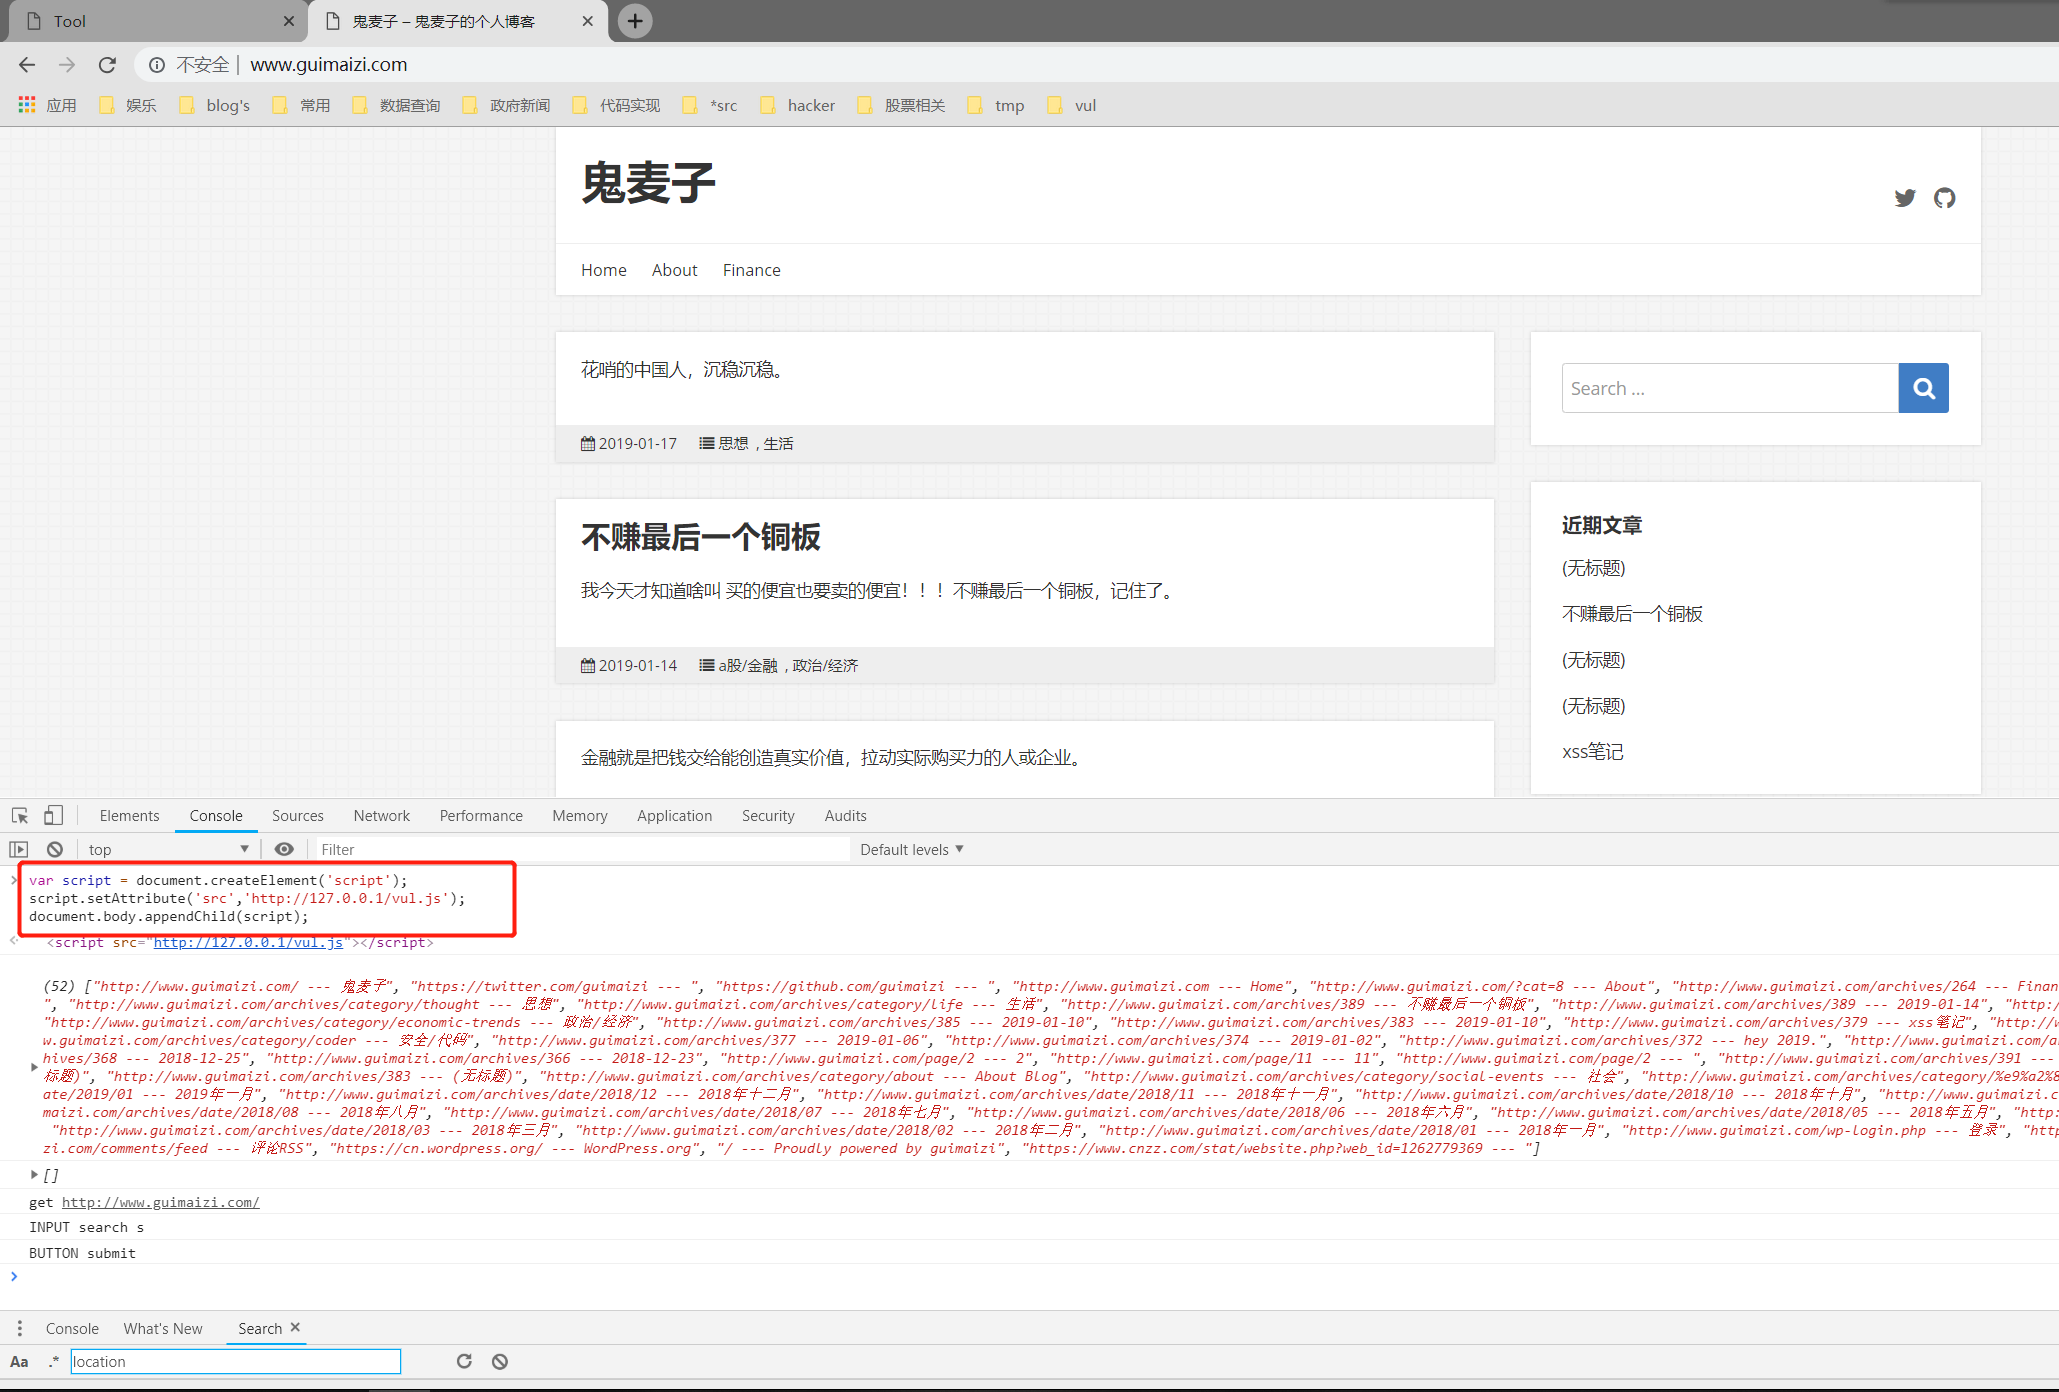 Tool
鬼麦子 – 鬼麦子的个人博客
不安全 | www.guimaizi.com
应用 娱乐 blog's 常用 数据查询 政府新闻 代码实现 *src hacker 股票相关 tmp vul
鬼麦子
Home About Finance
花哨的中国人，沉稳沉稳。
2019-01-17 思想 , 生活
不赚最后一个铜板
我今天才知道啥叫 买的便宜也要卖的便宜！！！不赚最后一个铜板，记住了。
2019-01-14 a股/金融 , 政治/经济
金融就是把钱交给能创造真实价值，拉动实际购买力的人或企业。
Search ...
近期文章
(无标题)
不赚最后一个铜板
(无标题)
(无标题)
xss笔记
Elements Console Sources Network Performance Memory Application Security Audits
top Filter Default levels
var script = document.createElement('script');
script.setAttribute('src','http://127.0.0.1/vul.js');
document.body.appendChild(script);
<script src="http://127.0.0.1/vul.js"></script>
(52) ["http://www.guimaizi.com/ --- 鬼麦子", "https://twitter.com/guimaizi --- ", "https://github.com/guimaizi --- ", "http://www.guimaizi.com --- Home", "http://www.guimaizi.com/?cat=8 --- About", "http://www.guimaizi.com/archives/264 --- Finan
", "http://www.guimaizi.com/archives/category/thought --- 思想", "http://www.guimaizi.com/archives/category/life --- 生活", "http://www.guimaizi.com/archives/389 --- 不赚最后一个铜板", "http://www.guimaizi.com/archives/389 --- 2019-01-14", "http:/
"http://www.guimaizi.com/archives/category/economic-trends --- 政治/经济", "http://www.guimaizi.com/archives/385 --- 2019-01-10", "http://www.guimaizi.com/archives/383 --- 2019-01-10", "http://www.guimaizi.com/archives/379 --- xss笔记", "http://w
w.guimaizi.com/archives/category/coder --- 安全/代码", "http://www.guimaizi.com/archives/377 --- 2019-01-06", "http://www.guimaizi.com/archives/374 --- 2019-01-02", "http://www.guimaizi.com/archives/372 --- hey 2019.", "http://www.guimaizi.com/ar
hives/368 --- 2018-12-25", "http://www.guimaizi.com/archives/366 --- 2018-12-23", "http://www.guimaizi.com/page/2 --- 2", "http://www.guimaizi.com/page/11 --- 11", "http://www.guimaizi.com/page/2 --- ", "http://www.guimaizi.com/archives/391 ---
标题)", "http://www.guimaizi.com/archives/383 --- (无标题)", "http://www.guimaizi.com/archives/category/about --- About Blog", "http://www.guimaizi.com/archives/category/social-events --- 社会", "http://www.guimaizi.com/archives/category/%e9%a2%8
ate/2019/01 --- 2019年一月", "http://www.guimaizi.com/archives/date/2018/12 --- 2018年十二月", "http://www.guimaizi.com/archives/date/2018/11 --- 2018年十一月", "http://www.guimaizi.com/archives/date/2018/10 --- 2018年十月", "http://www.guimaizi.c
maizi.com/archives/date/2018/08 --- 2018年八月", "http://www.guimaizi.com/archives/date/2018/07 --- 2018年七月", "http://www.guimaizi.com/archives/date/2018/06 --- 2018年六月", "http://www.guimaizi.com/archives/date/2018/05 --- 2018年五月", "http:
"http://www.guimaizi.com/archives/date/2018/03 --- 2018年三月", "http://www.guimaizi.com/archives/date/2018/02 --- 2018年二月", "http://www.guimaizi.com/archives/date/2018/01 --- 2018年一月", "http://www.guimaizi.com/wp-login.php --- 登录", "http
zi.com/comments/feed --- 评论RSS", "https://cn.wordpress.org/ --- WordPress.org", "/ --- Proudly powered by guimaizi", "https://www.cnzz.com/stat/website.php?web_id=1262779369 --- "]
[]
get http://www.guimaizi.com/
INPUT search s
BUTTON submit
Console What's New Search
Aa .* location